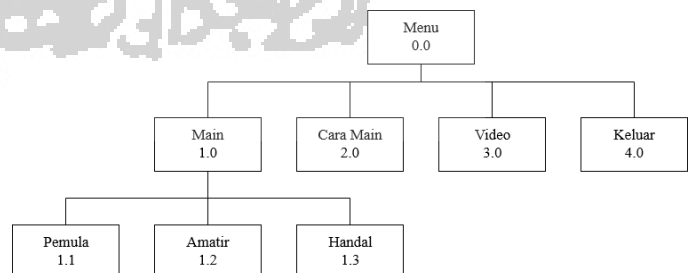 Menu
0.0
Main
1.0
Cara Main
2.0
Video
3.0
Keluar
4.0
Pemula
1.1
Amatir
1.2
Handal
1.3